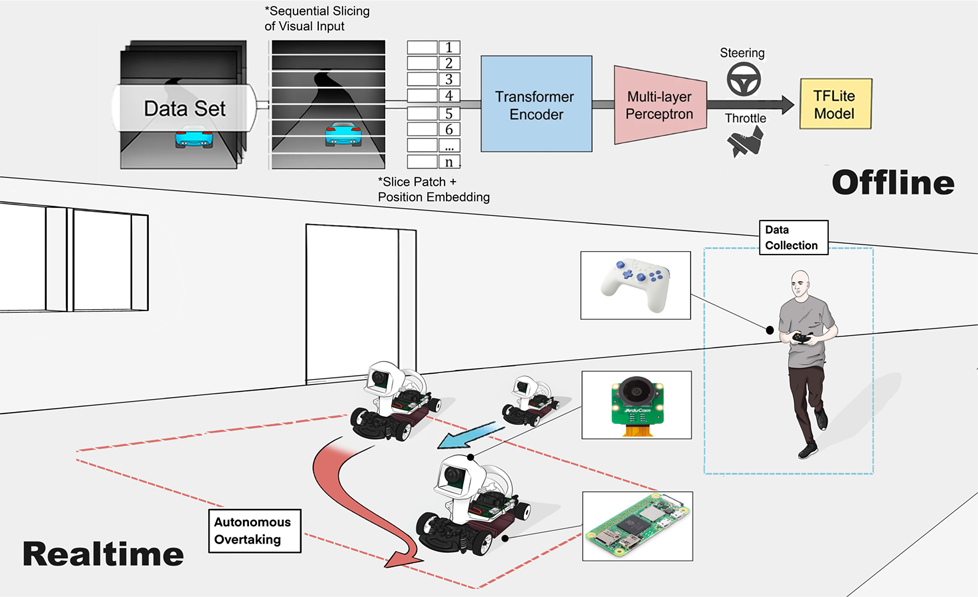 *Sequential Slicing
of Visual Input
Data Set
1
2
3
4
5
6
...
n
Transformer
Encoder
Multi-layer
Perceptron
Steering
Throttle
TFLite
Model
*Slice Patch +
Position Embedding
Offline
Data
Collection
ArduCam
Autonomous
Overtaking
Realtime